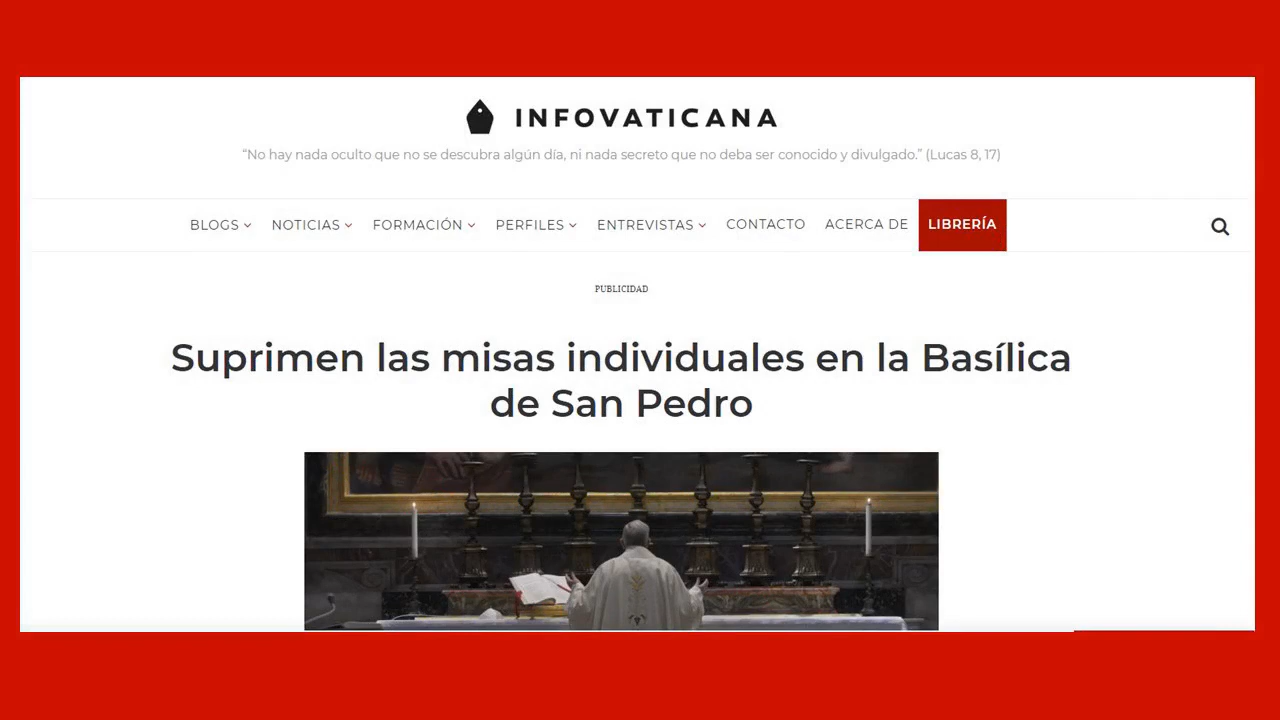 INFOVATICANA
“No hay nada oculto que no se descubra algún día, ni nada secreto que no deba ser conocido y divulgado.” (Lucas 8, 17)
BLOGS NOTICIAS FORMACIÓN PERFILES ENTREVISTAS CONTACTO ACERCA DE LIBRERÍA
PUBLICIDAD
Suprimen las misas individuales en la Basílica
de San Pedro